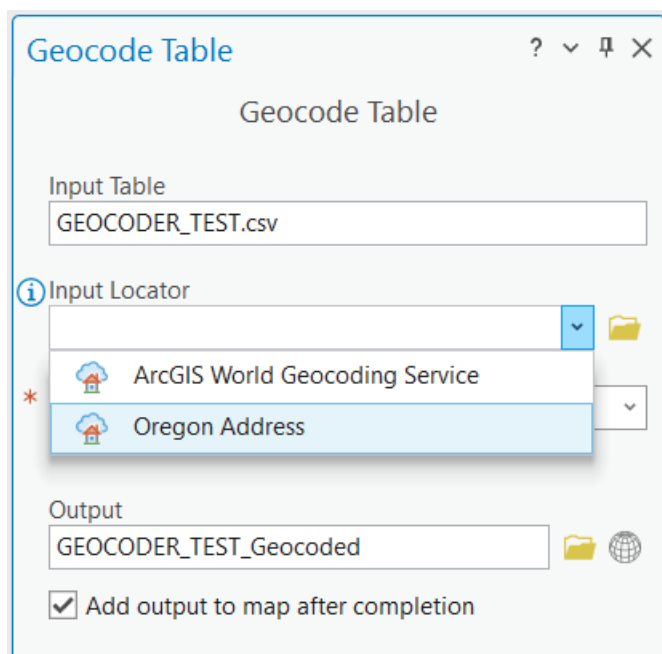 Geocode Table
?
Geocode Table
Input Table
GEOCODER_TEST.csv
Input Locator
ArcGIS World Geocoding Service
*
Oregon Address
Output
GEOCODER_TEST_Geocoded
Add output to map after completion